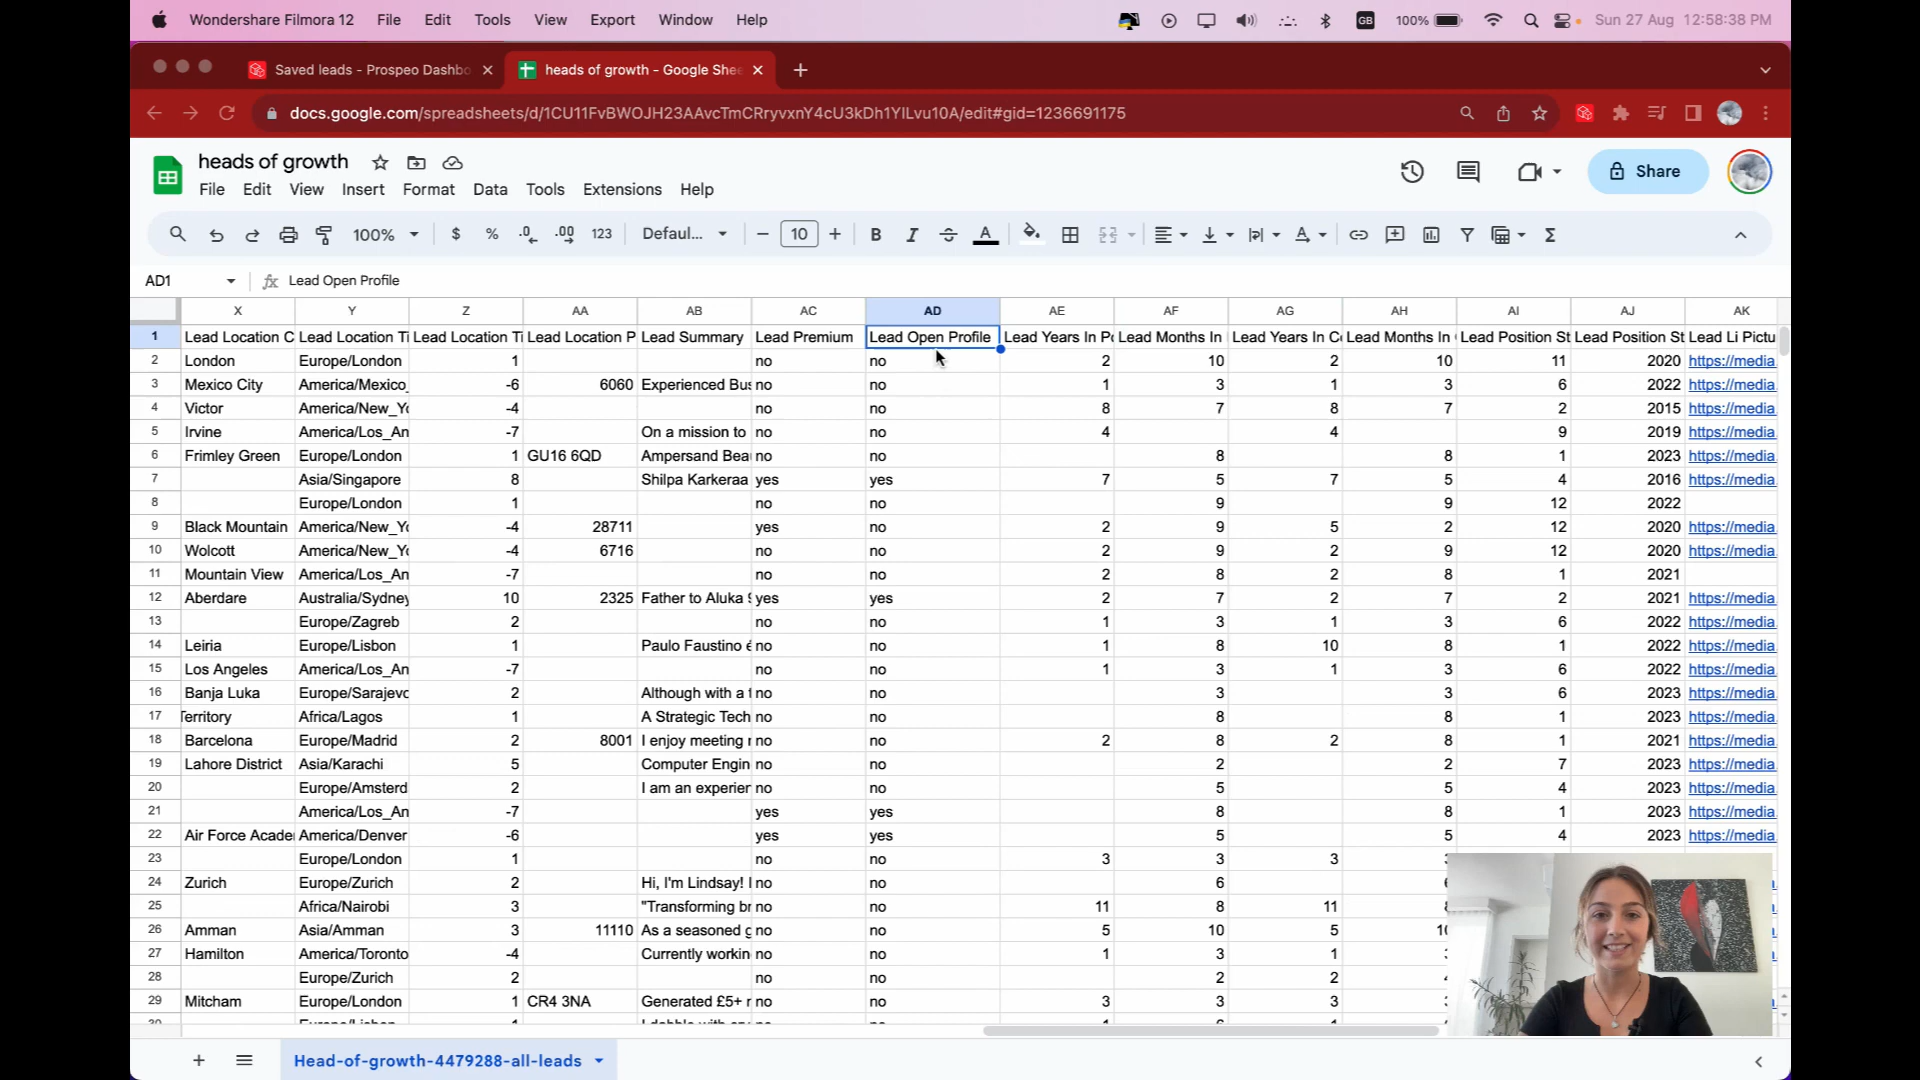 Wondershare Filmora 12 File Edit Tools View Export Window Help GB 100% Sun 27 Aug 12:58:38 PM
Saved leads - Prospeo Dashbo heads of growth - Google Shee
docs.google.com/spreadsheets/d/1CU11FvBWOJH23AAvcTmCRryvxnY4cU3kDh1YILvu10A/edit#gid=1236691175
heads of growth
File Edit View Insert Format Data Tools Extensions Help Share
100% $ % .0 .00 123 Defaul... 10 B I A
AD1 Lead Open Profile
X Y Z AA AB AC AD AE AF AG AH AI AJ AK
1 Lead Location C Lead Location Ti Lead Location Ti Lead Location P Lead Summary Lead Premium Lead Open Profile Lead Years In Po Lead Months In Lead Years In Co Lead Months In Lead Position St Lead Position St Lead Li Pictu
2 London Europe/London 1 no no 2 10 2 10 11 2020 https://media.
3 Mexico City America/Mexico_ -6 6060 Experienced Bus no no 1 3 1 3 6 2022 https://media.
4 Victor America/New_Yo -4 no no 8 7 8 7 2 2015 https://media.
5 Irvine America/Los_An -7 On a mission to no no 4 4 9 2019 https://media.
6 Frimley Green Europe/London 1 GU16 6QD Ampersand Beau no no 8 8 1 2023 https://media.
7 Asia/Singapore 8 Shilpa Karkeraa yes yes 7 5 7 5 4 2016 https://media.
8 Europe/London 1 no no 9 9 12 2022
9 Black Mountain America/New_Yo -4 28711 yes no 2 9 5 2 12 2020 https://media.
10 Wolcott America/New_Yo -4 6716 no no 2 9 2 9 12 2020 https://media.
11 Mountain View America/Los_An -7 no no 2 8 2 8 1 2021
12 Aberdare Australia/Sydney 10 2325 Father to Aluka yes yes 2 7 2 7 2 2021 https://media.
13 Europe/Zagreb 2 no no 1 3 1 3 6 2022 https://media.
14 Leiria Europe/Lisbon 1 Paulo Faustino é no no 1 8 10 8 1 2022 https://media.
15 Los Angeles America/Los_An -7 no no 1 3 1 3 6 2022 https://media.
16 Banja Luka Europe/Sarajevo 2 Although with a f no no 3 3 6 2023 https://media.
17 Territory Africa/Lagos 1 A Strategic Tech no no 8 8 1 2023 https://media.
18 Barcelona Europe/Madrid 2 8001 I enjoy meeting no no 2 8 2 8 1 2021 https://media.
19 Lahore District Asia/Karachi 5 Computer Engin no no 2 2 7 2023 https://media.
20 Europe/Amsterd 2 I am an experien no no 5 5 4 2023 https://media.
21 America/Los_An -7 yes yes 8 8 1 2023 https://media.
22 Air Force Acade America/Denver -6 yes yes 5 5 4 2023 https://media.
23 Europe/London 1 no no 3 3 3
24 Zurich Europe/Zurich 2 Hi, I'm Lindsay! no no 6
25 Africa/Nairobi 3 "Transforming br no no 11 8 11
26 Amman Asia/Amman 3 11110 As a seasoned g no no 5 10 5 10
27 Hamilton America/Toronto -4 Currently workin no no 1 3 1
28 Europe/Zurich 2 no no 2 2
29 Mitcham Europe/London 1 CR4 3NA Generated £5+ no no 3 3 3
Head-of-growth-4479288-all-leads